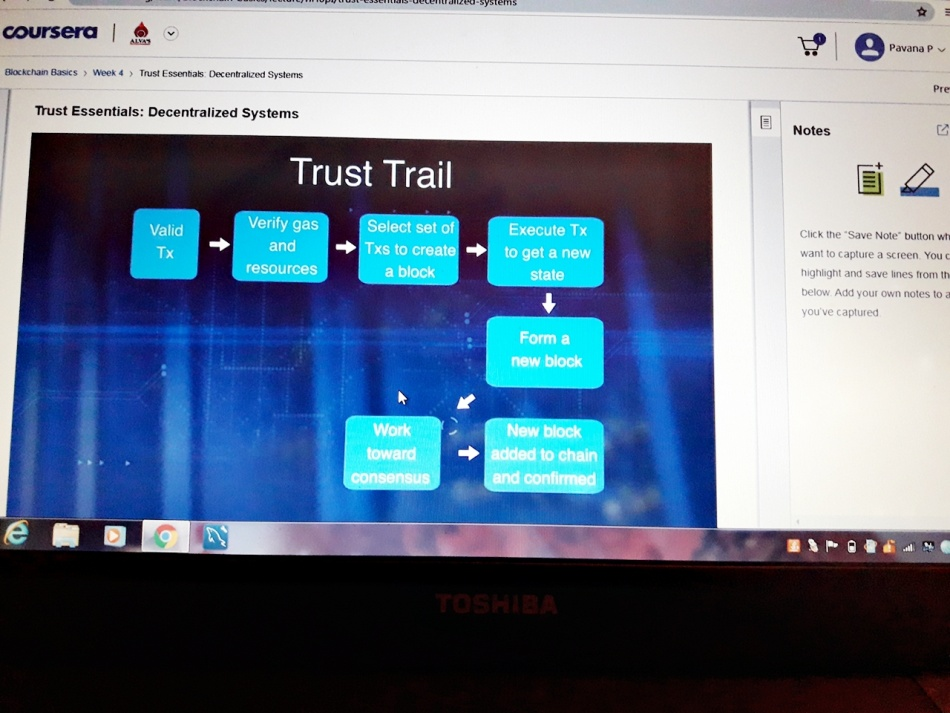 coursera
ALVA'S
1
Pavana P
Blockchain Basics > Week 4 > Trust Essentials: Decentralized Systems
Trust Essentials: Decentralized Systems
Trust Trail
Valid
Tx
Verify gas
and
resources
Select set of
Txs to create
a block
Execute Tx
to get a new
state
Form a
new block
Work
toward
consensus
New block
added to chain
and confirmed
Pre
Notes
Click the "Save Note" button wh
want to capture a screen. You c
highlight and save lines from th
below. Add your own notes to a
you've captured.
TOSHIBA